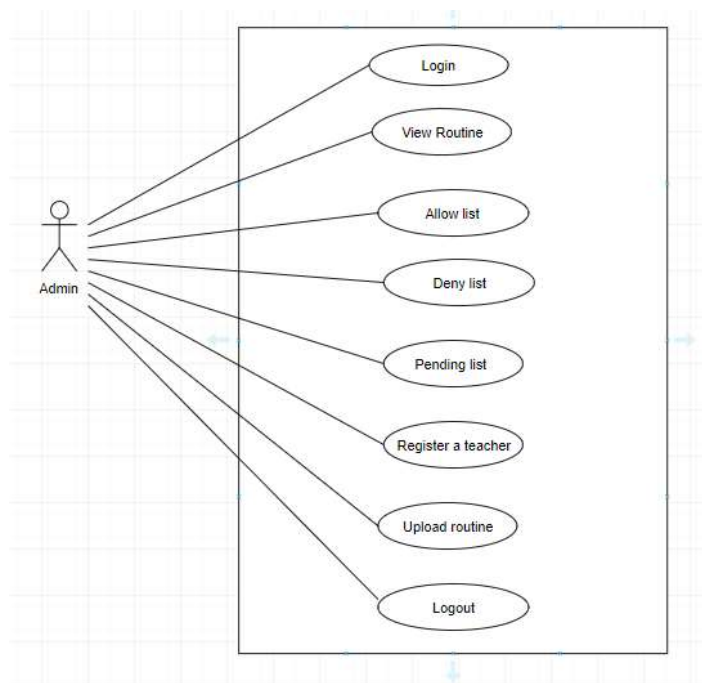 Login
View Routine
Allow list
Deny list
Admin
Pending list
Register a teacher
Upload routine
Logout